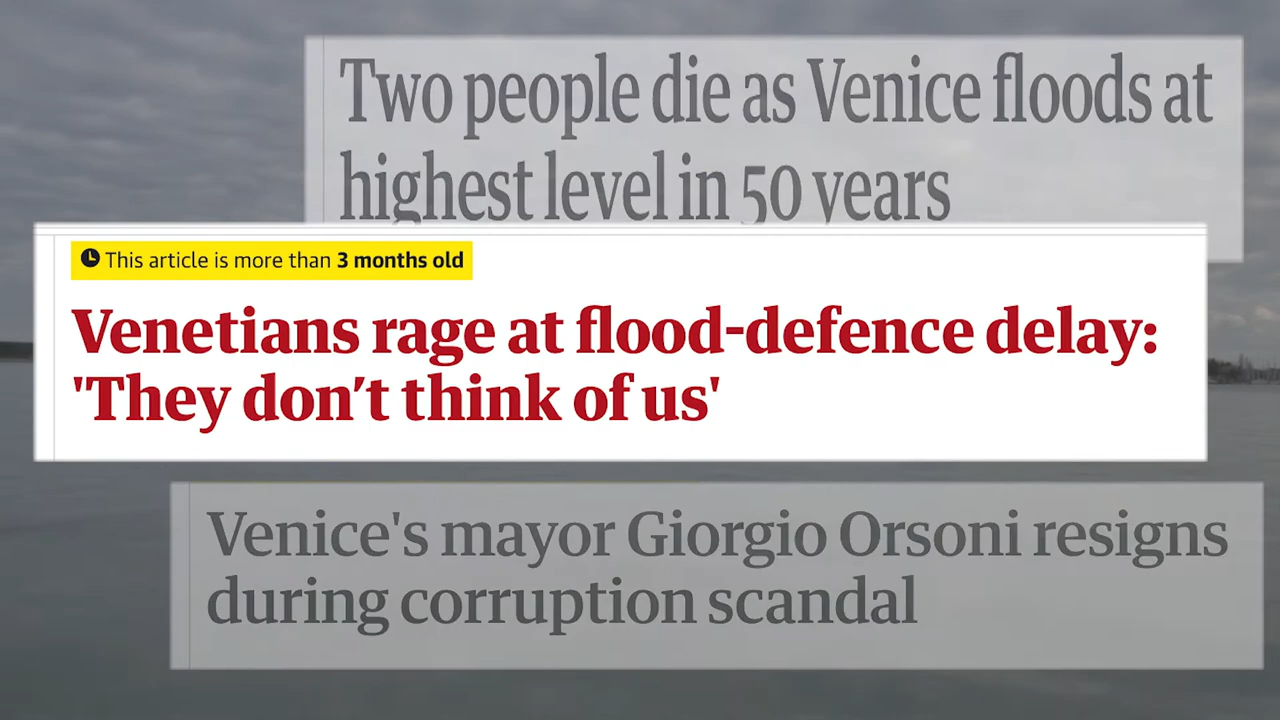 Two people die as Venice floods at
highest level in 50 years
This article is more than 3 months old
Venetians rage at flood-defence delay:
'They don’t think of us'
Venice's mayor Giorgio Orsoni resigns
during corruption scandal